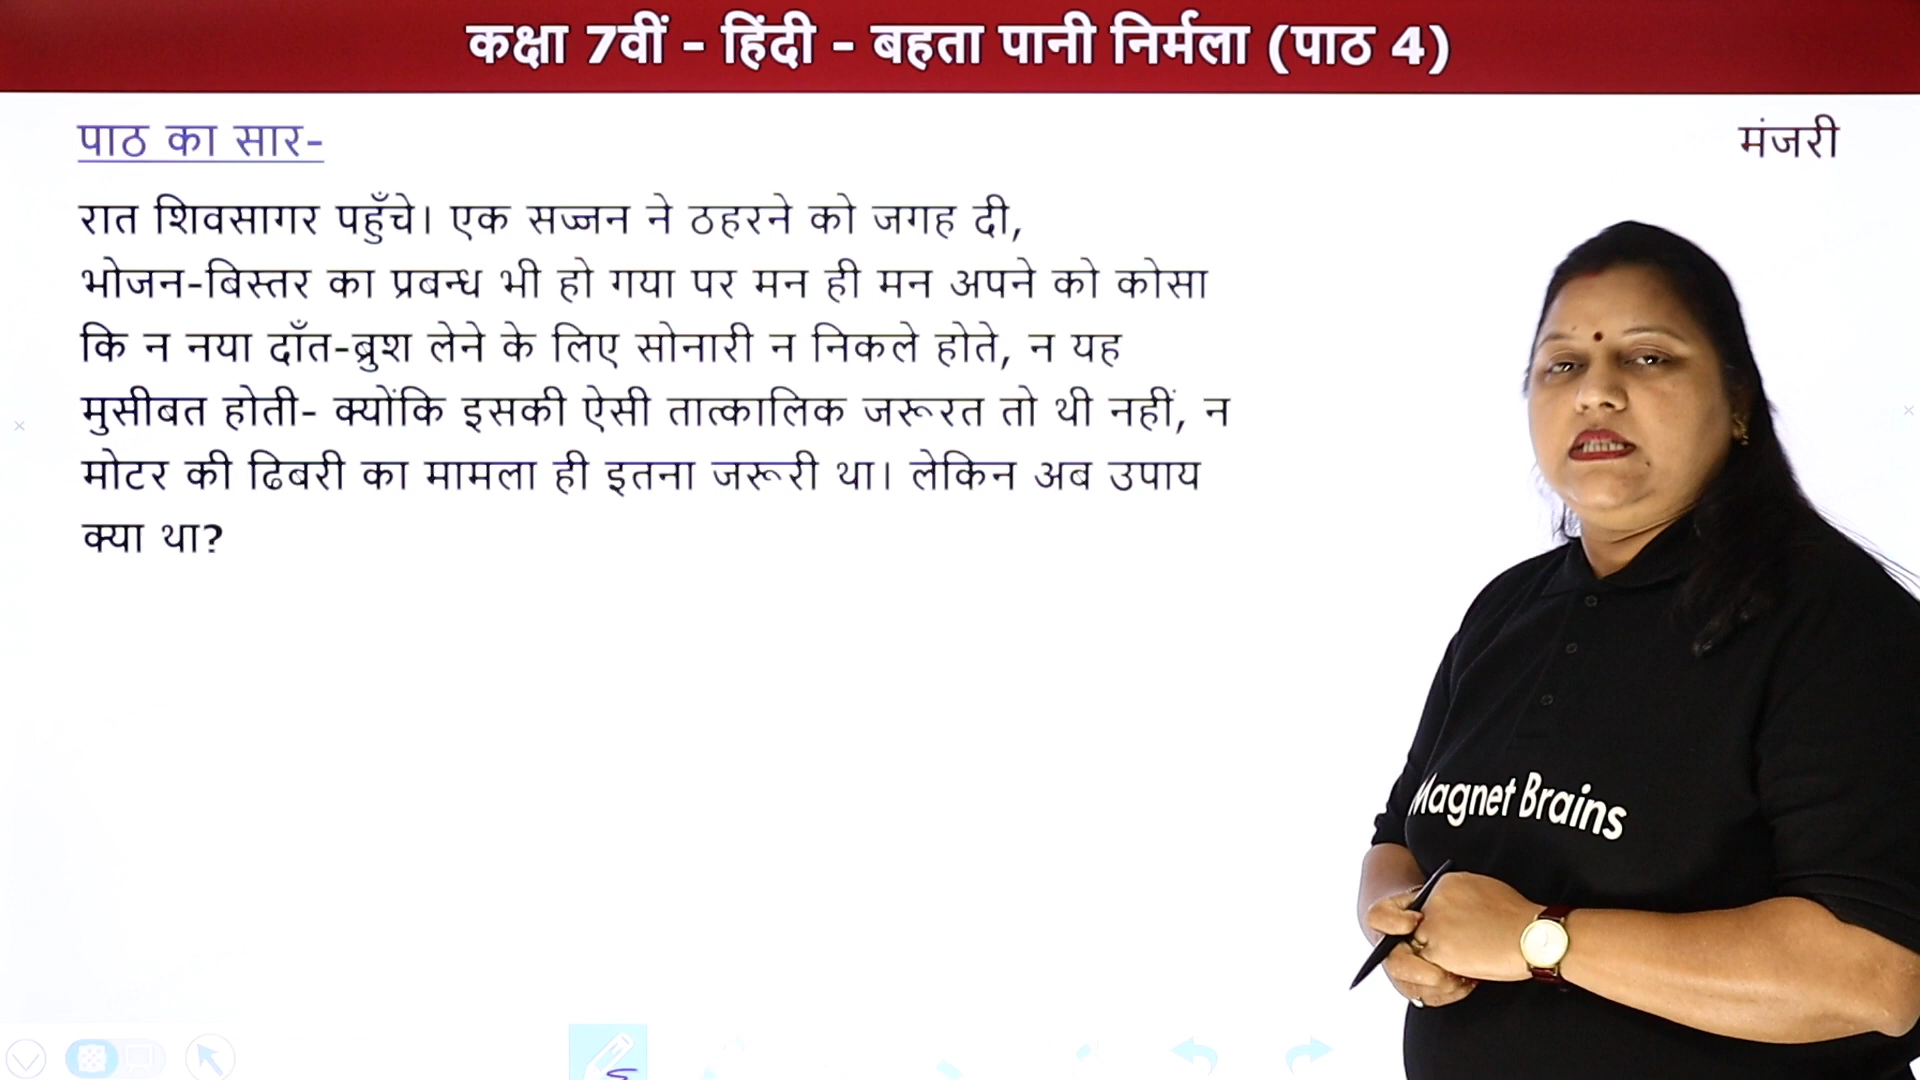 कक्षा 7वीं - हिंदी - बहता पानी निर्मला (पाठ 4)
पाठ का सार-
मंजरी
रात शिवसागर पहुँचे। एक सज्जन ने ठहरने को जगह दी,
भोजन-बिस्तर का प्रबन्ध भी हो गया पर मन ही मन अपने को कोसा
कि न नया दाँत-ब्रुश लेने के लिए सोनारी न निकले होते, न यह
मुसीबत होती- क्योंकि इसकी ऐसी तात्कालिक जरूरत तो थी नहीं, न
मोटर की ढिबरी का मामला ही इतना जरूरी था। लेकिन अब उपाय
क्या था?
Magnet Brains